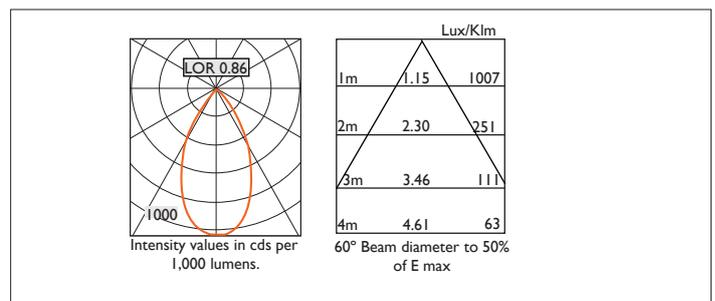 LOR 0.86
1000
Intensity values in cds per
1,000 lumens.
Lux/Klm
1m 1.15 1007
2m 2.30 251
3m 3.46 111
4m 4.61 63
60° Beam diameter to 50%
of E max